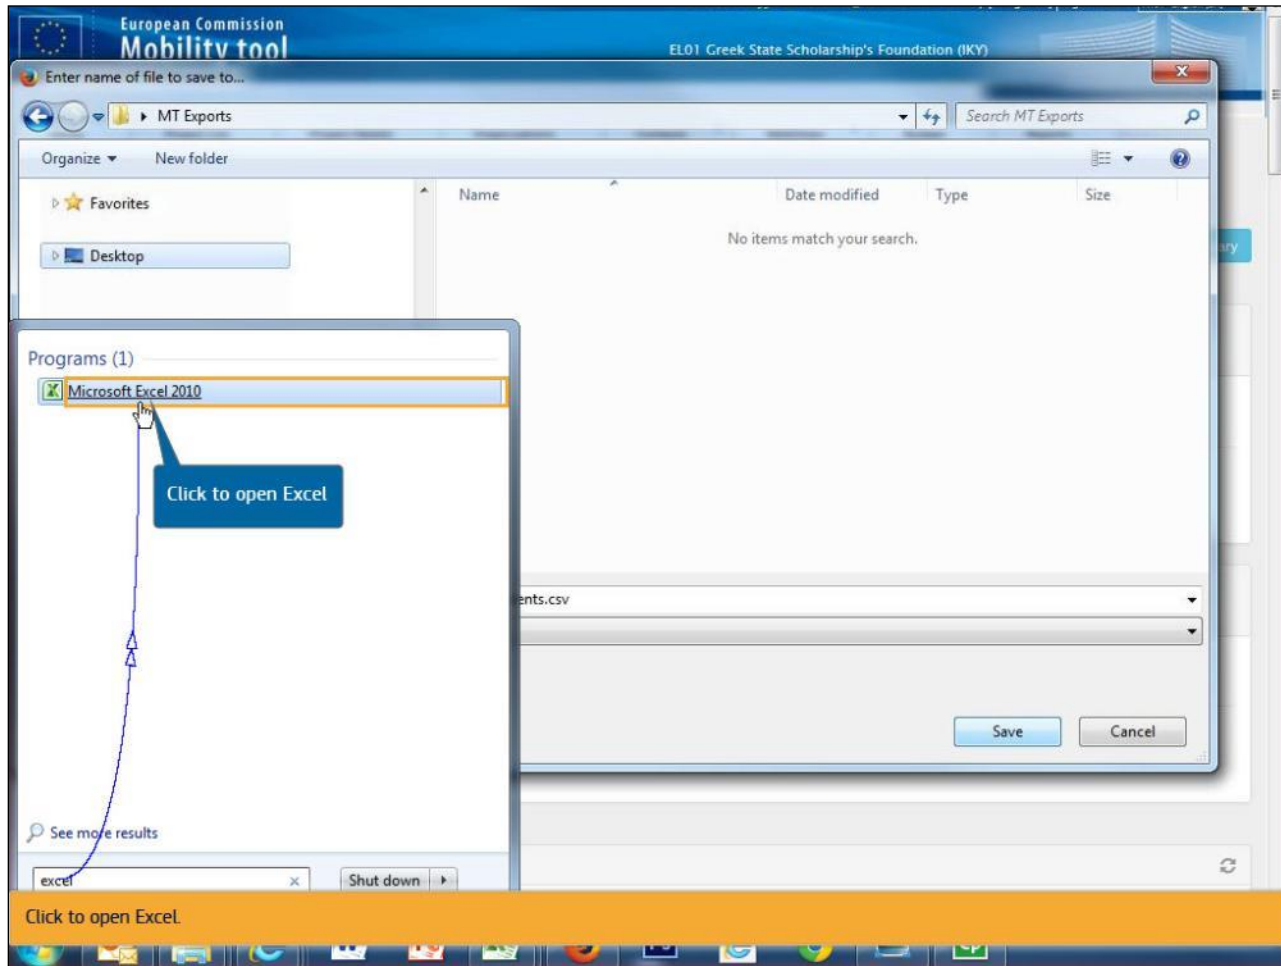 European Commission
Mobility tool
EL01 Greek State Scholarship's Foundation (IKY)
Enter name of file to save to...
MT Exports
Search MT Exports
Organize
New folder
Favorites
Desktop
Name
Date modified
Type
Size
No items match your search.
ary
Programs (1)
Microsoft Excel 2010
Click to open Excel
ents.csv
Save
Cancel
See more results
excel
Shut down
Click to open Excel.